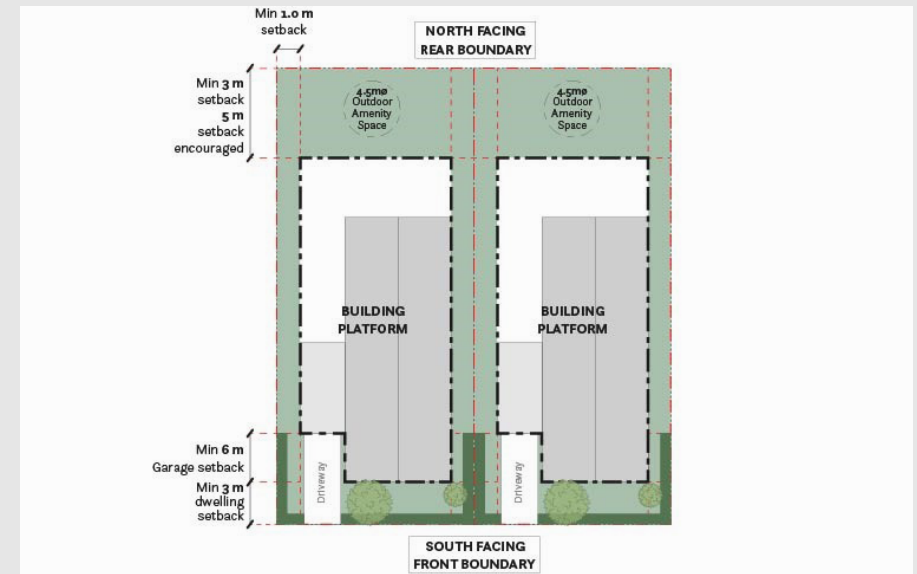 Min 1.0 m
setback
NORTH FACING
REAR BOUNDARY
Min 3 m
setback
5 m
setback
encouraged
4.5mø
Outdoor
Amenity
Space
4.5mø
Outdoor
Amenity
Space
BUILDING
PLATFORM
BUILDING
PLATFORM
Min 6 m
Garage setback
Min 3 m
dwelling
setback
Driveway
Driveway
SOUTH FACING
FRONT BOUNDARY